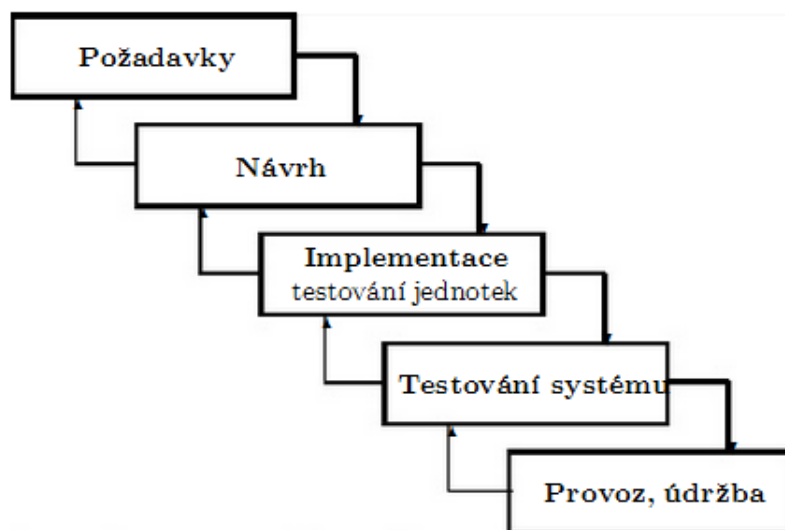 Požadavky
Návrh
Implementace
testování jednotek
Testování systému
Provoz, údržba